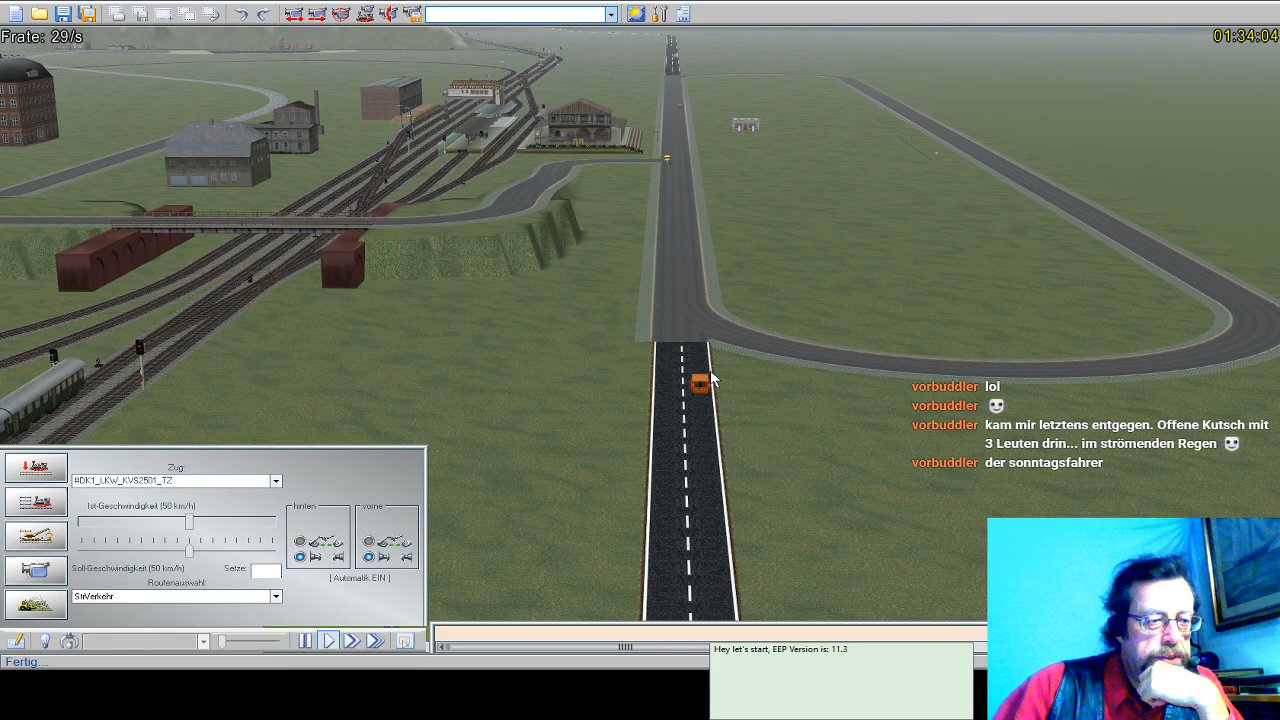 Frate: 29/s
01:34:04
vorbuddler lol
vorbuddler
vorbuddler kam mir letztens entgegen. Offene Kutsch mit
3 Leuten drin... im strömenden Regen
vorbuddler der sonntagsfahrer
Zug:
#DK1_LKW_KVS2501_TZ
Ist-Geschwindigkeit (50 km/h)
hinten
vorne
Soll-Geschwindigkeit (50 km/h)
Setze:
[ Automatik EIN ]
Routenauswahl:
StrVerkehr
Fertig...
Hey let's start, EEP Version is: 11.3